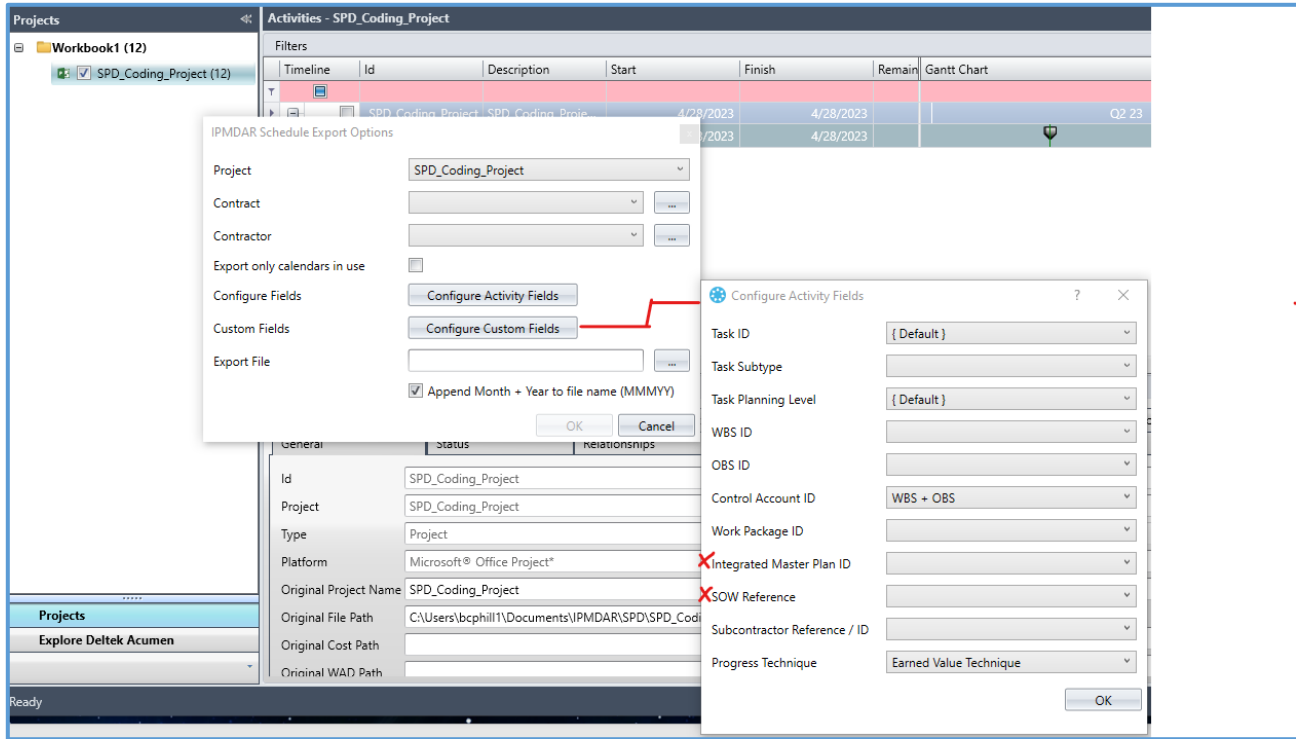 Projects
Workbook1 (12)
SPD_Coding_Project (12)
Activities - SPD_Coding_Project
Filters
Timeline Id Description Start Finish Remain Gantt Chart
SPD_Coding_Project SPD_Coding_Proje... 4/28/2023 4/28/2023 Q2 23
/2023 4/28/2023
IPMDAR Schedule Export Options
Project SPD_Coding_Project
Contract ...
Contractor ...
Export only calendars in use
Configure Fields Configure Activity Fields
Custom Fields Configure Custom Fields
Export File ...
Append Month + Year to file name (MMMYY)
OK Cancel
Configure Activity Fields ?
Task ID { Default }
Task Subtype
Task Planning Level { Default }
WBS ID
OBS ID
Control Account ID WBS + OBS
Work Package ID
Integrated Master Plan ID
SOW Reference
Subcontractor Reference / ID
Progress Technique Earned Value Technique
OK
General Status Relationships
Id SPD_Coding_Project
Project SPD_Coding_Project
Type Project
Platform Microsoft® Office Project*
Original Project Name SPD_Coding_Project
Original File Path C:\Users\bcphill1\Documents\IPMDAR\SPD\SPD_Codi
Original Cost Path
Original WAD Path
Projects
Explore Deltek Acumen
Ready